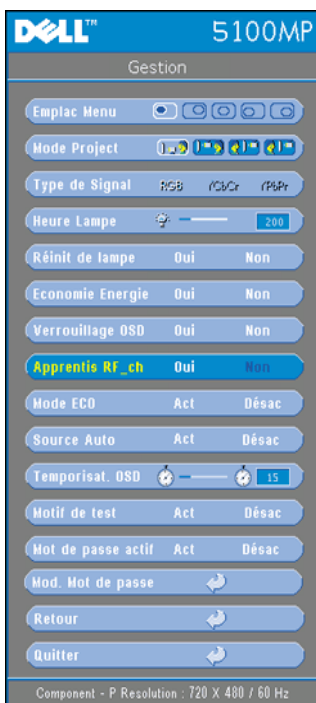 DELL™ 5100MP
Gestion
Emplac Menu
Mode Project
Type de Signal RGB YCbCr YPbPr
Heure Lampe 200
Réinit de lampe Oui Non
Economie Energie Oui Non
Verrouillage OSD Oui Non
Apprentis RF_ch Oui Non
Mode ECO Act Désac
Source Auto Act Désac
Temporisat. OSD 15
Motif de test Act Désac
Mot de passe actif Act Désac
Mod. Mot de passe
Retour
Quitter
Component - P Resolution : 720 X 480 / 60 Hz